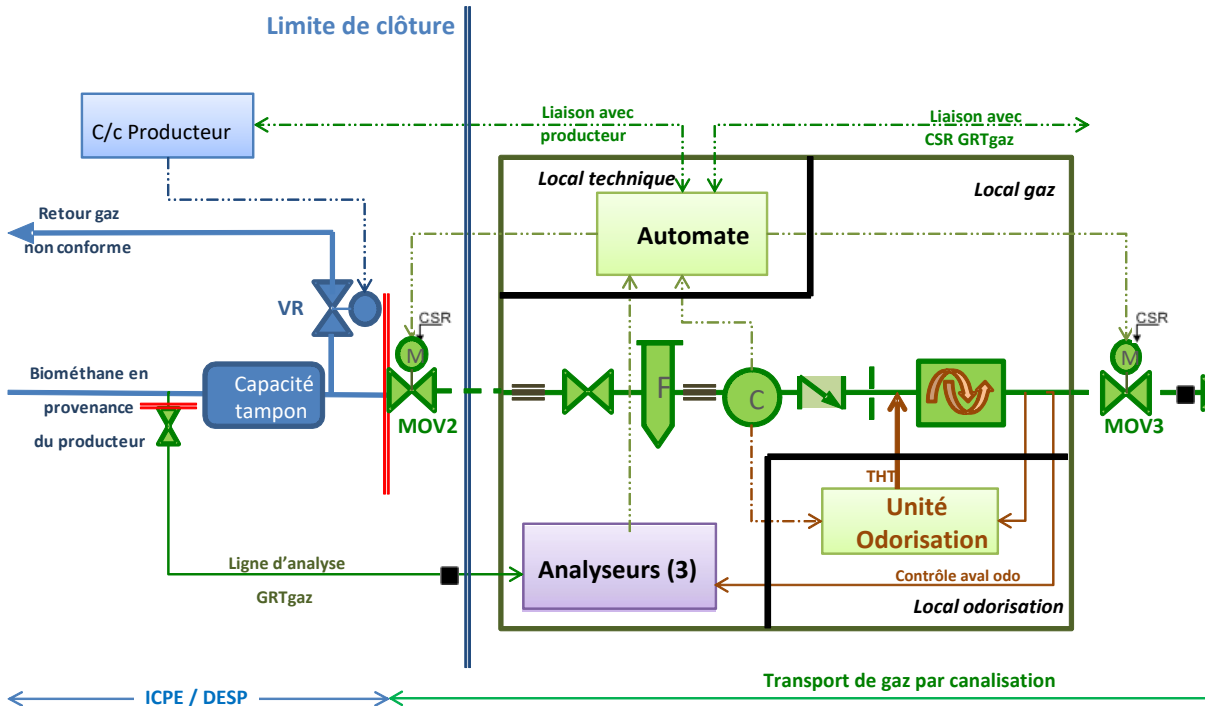 Limite de clôture
C/c Producteur
Liaison avec
producteur
Liaison avec
CSR GRTgaz
Local technique
Local gaz
Automate
Retour gaz
non conforme
VR
CSR
M
CSR
M
Biométhane en
provenance
du producteur
Capacité
tampon
MOV2
F
C
MOV3
THT
Unité
Odorisation
Analyseurs (3)
Ligne d'analyse
GRTgaz
Contrôle aval odo
Local odorisation
ICPE / DESP
Transport de gaz par canalisation